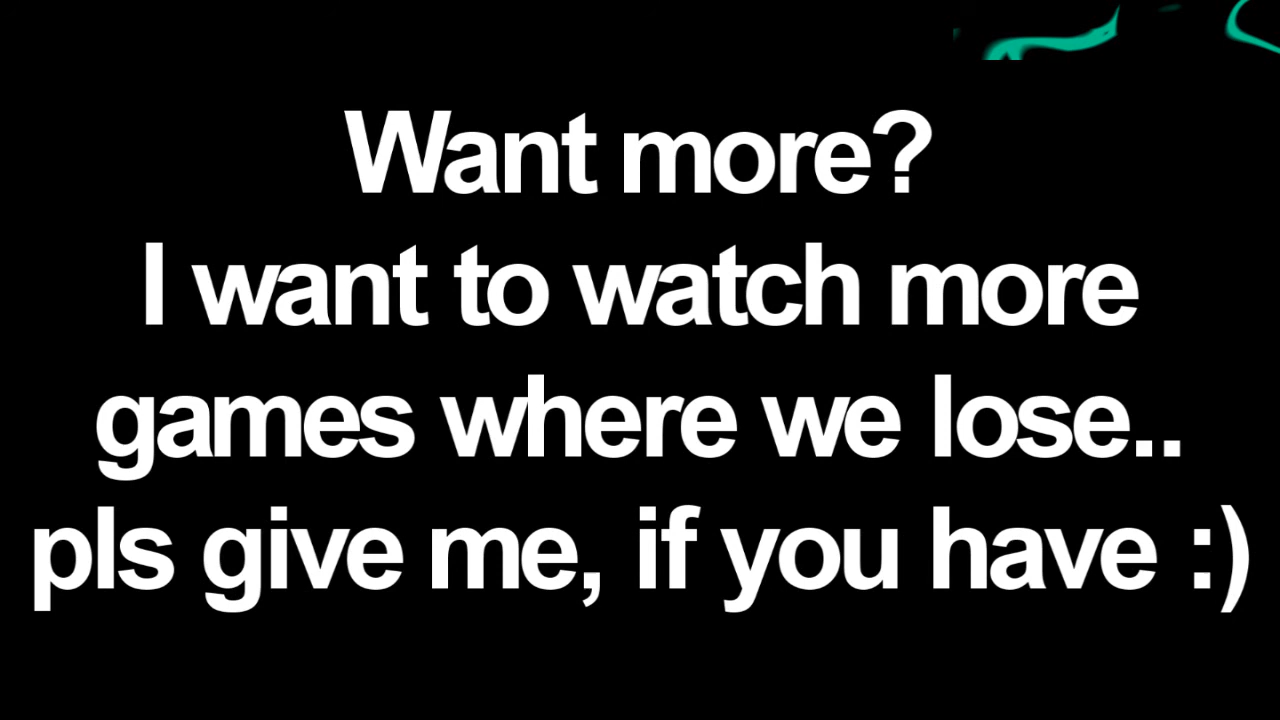 Want more?
I want to watch more
games where we lose..
pls give me, if you have :)